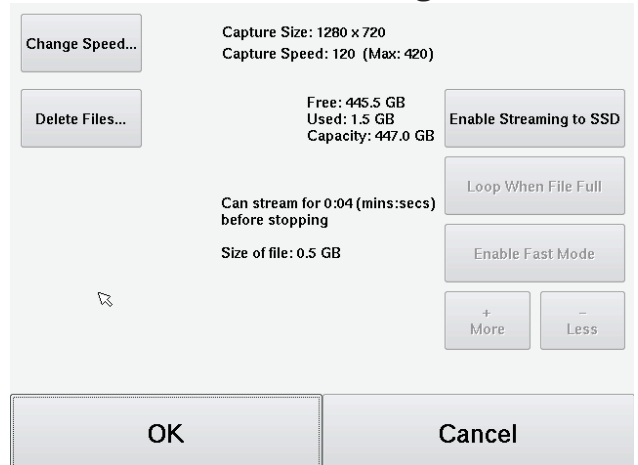 Change Speed...
Capture Size: 1280 x 720
Capture Speed: 120 (Max: 420)
Delete Files...
Free: 445.5 GB
Used: 1.5 GB
Capacity: 447.0 GB
Enable Streaming to SSD
Loop When File Full
Can stream for 0:04 (mins:secs)
before stopping
Size of file: 0.5 GB
Enable Fast Mode
+
More
–
Less
OK
Cancel